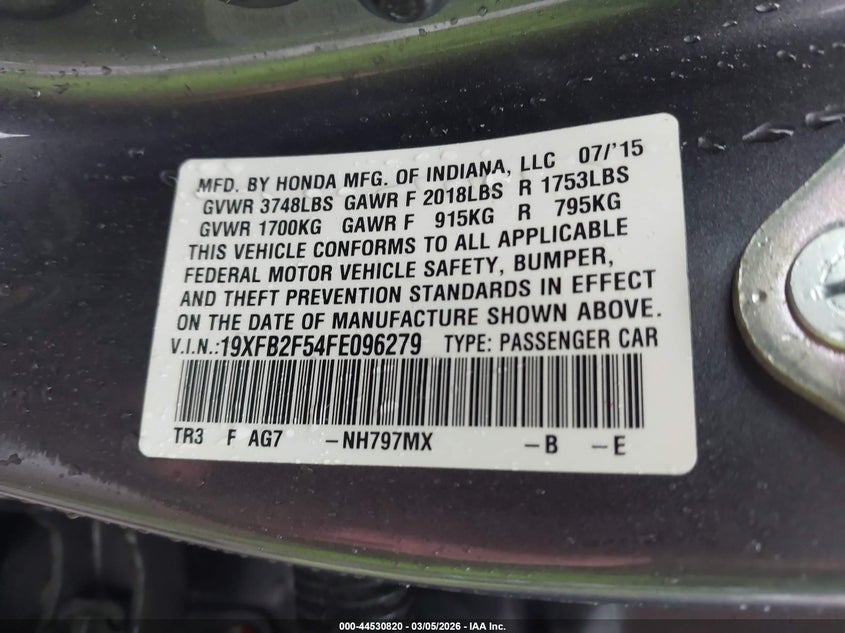 MFD. BY HONDA MFG. OF INDIANA, LLC 07/'15
GVWR 3748LBS GAWR F 2018LBS R 1753LBS
GVWR 1700KG GAWR F 915KG R 795KG
THIS VEHICLE CONFORMS TO ALL APPLICABLE
FEDERAL MOTOR VEHICLE SAFETY, BUMPER,
AND THEFT PREVENTION STANDARDS IN EFFECT
ON THE DATE OF MANUFACTURE SHOWN ABOVE.
V.I.N.:19XFB2F54FE096279 TYPE: PASSENGER CAR
TR3 F AG7 –NH797MX –B –E
000-44530820 - 03/05/2026 - IAA Inc.